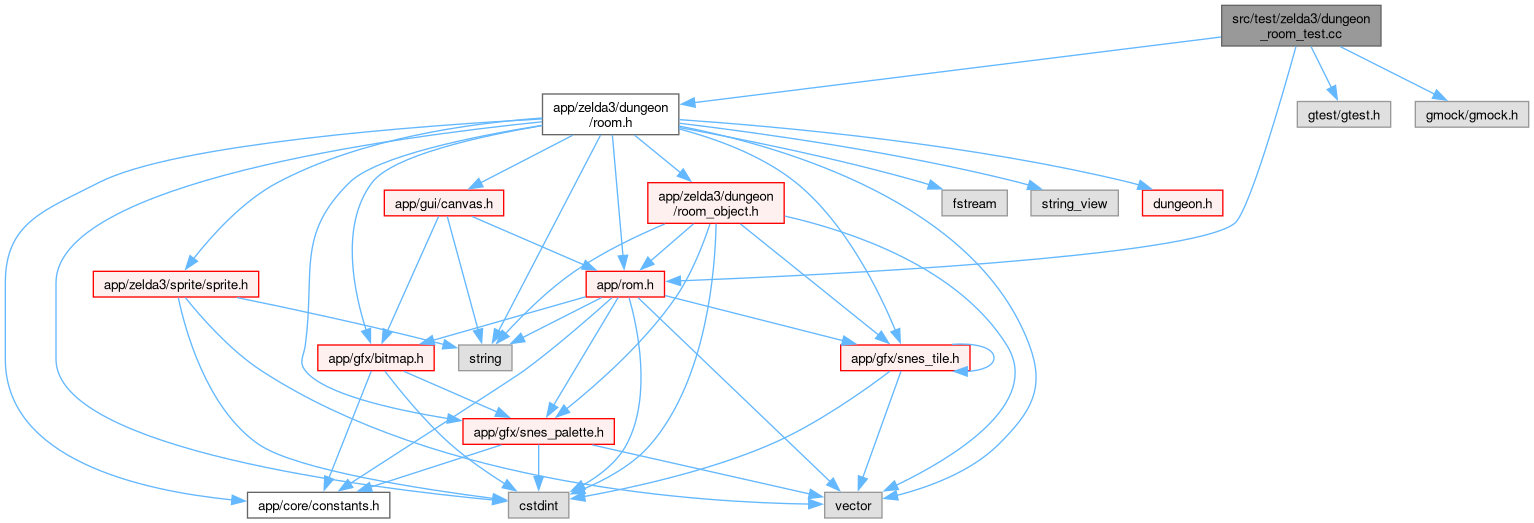 src/test/zelda3/dungeon
_room_test.cc
app/zelda3/dungeon
/room.h
gtest/gtest.h
gmock/gmock.h
app/gui/canvas.h
app/zelda3/dungeon
/room_object.h
fstream
string_view
dungeon.h
app/zelda3/sprite/sprite.h
app/rom.h
app/gfx/bitmap.h
string
app/gfx/snes_tile.h
app/gfx/snes_palette.h
app/core/constants.h
cstdint
vector